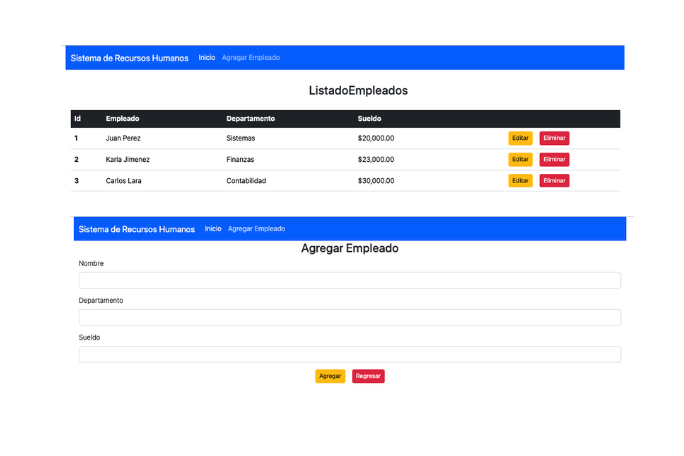 Sistema de Recursos Humanos Inicio Agregar Empleado
ListadoEmpleados
Id Empleado Departamento Sueldo
1 Juan Perez Sistemas $20,000.00 Editar Eliminar
2 Karla Jimenez Finanzas $23,000.00 Editar Eliminar
3 Carlos Lara Contabilidad $30,000.00 Editar Eliminar
Sistema de Recursos Humanos Inicio Agregar Empleado
Agregar Empleado
Nombre
Departamento
Sueldo
Agregar Regresar